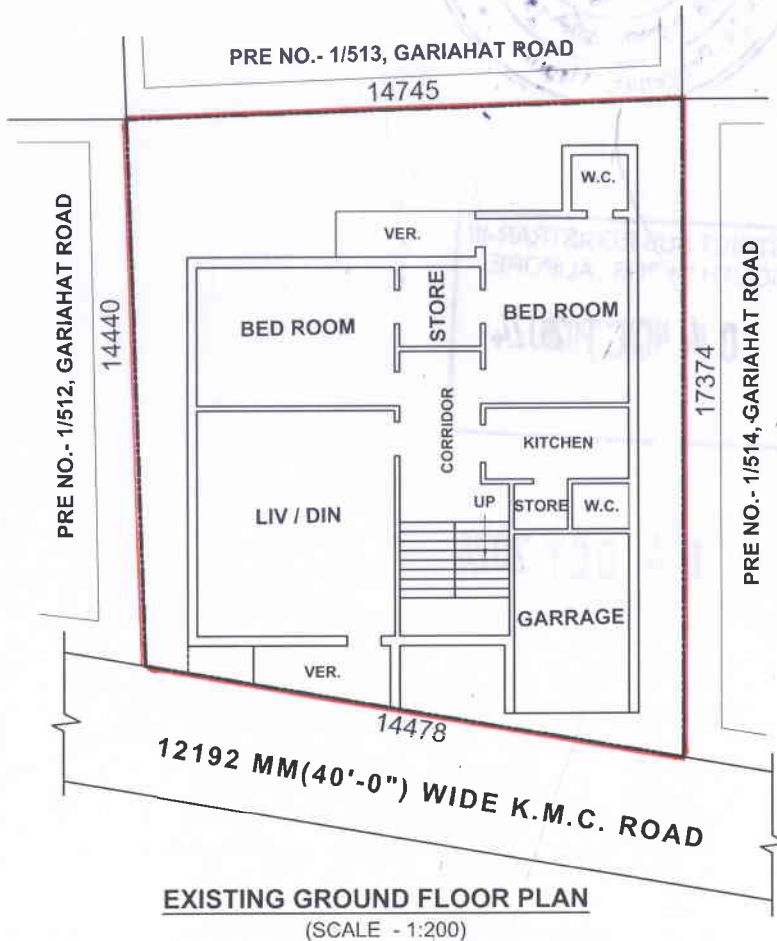 PRE NO.- 1/513, GARIAHAT ROAD
14745
PRE NO.- 1/512, GARIAHAT ROAD
14440
17374
PRE NO.- 1/514, GARIAHAT ROAD
W.C.
VER.
BED ROOM
STORE
BED ROOM
CORRIDOR
KITCHEN
LIV / DIN
UP
STORE
W.C.
GARRAGE
VER.
14478
12192 MM(40'-0") WIDE K.M.C. ROAD
EXISTING GROUND FLOOR PLAN
(SCALE - 1:200)